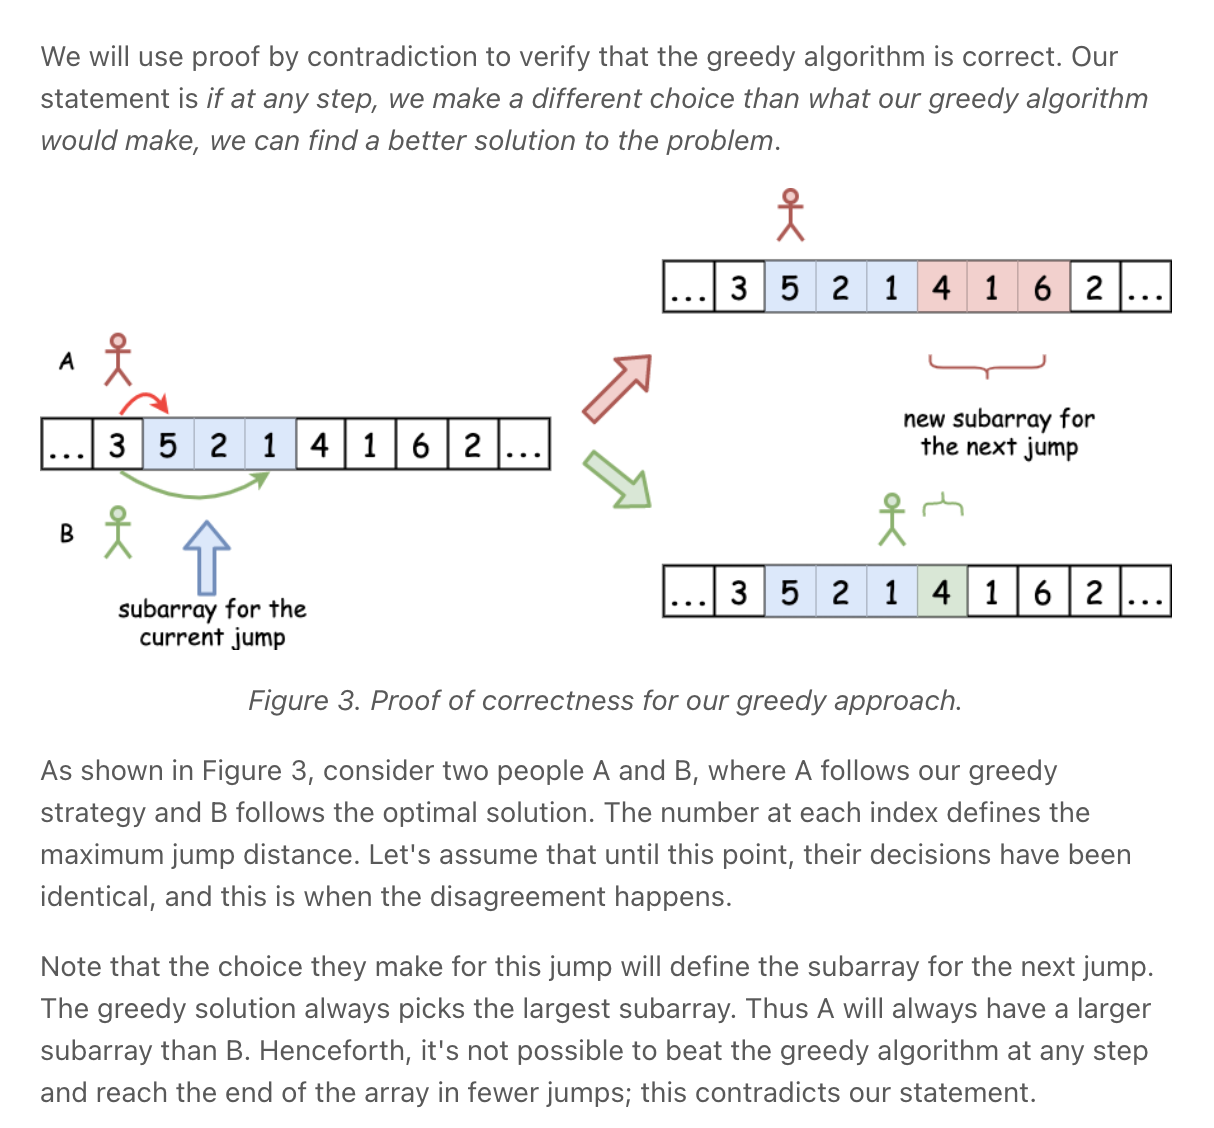 We will use proof by contradiction to verify that the greedy algorithm is correct. Our
statement is if at any step, we make a different choice than what our greedy algorithm
would make, we can find a better solution to the problem.
... 3 5 2 1 4 1 6 2 ...
A
new subarray for
the next jump
... 3 5 2 1 4 1 6 2 ...
B
... 3 5 2 1 4 1 6 2 ...
subarray for the
current jump
Figure 3. Proof of correctness for our greedy approach.
As shown in Figure 3, consider two people A and B, where A follows our greedy
strategy and B follows the optimal solution. The number at each index defines the
maximum jump distance. Let's assume that until this point, their decisions have been
identical, and this is when the disagreement happens.
Note that the choice they make for this jump will define the subarray for the next jump.
The greedy solution always picks the largest subarray. Thus A will always have a larger
subarray than B. Henceforth, it's not possible to beat the greedy algorithm at any step
and reach the end of the array in fewer jumps; this contradicts our statement.